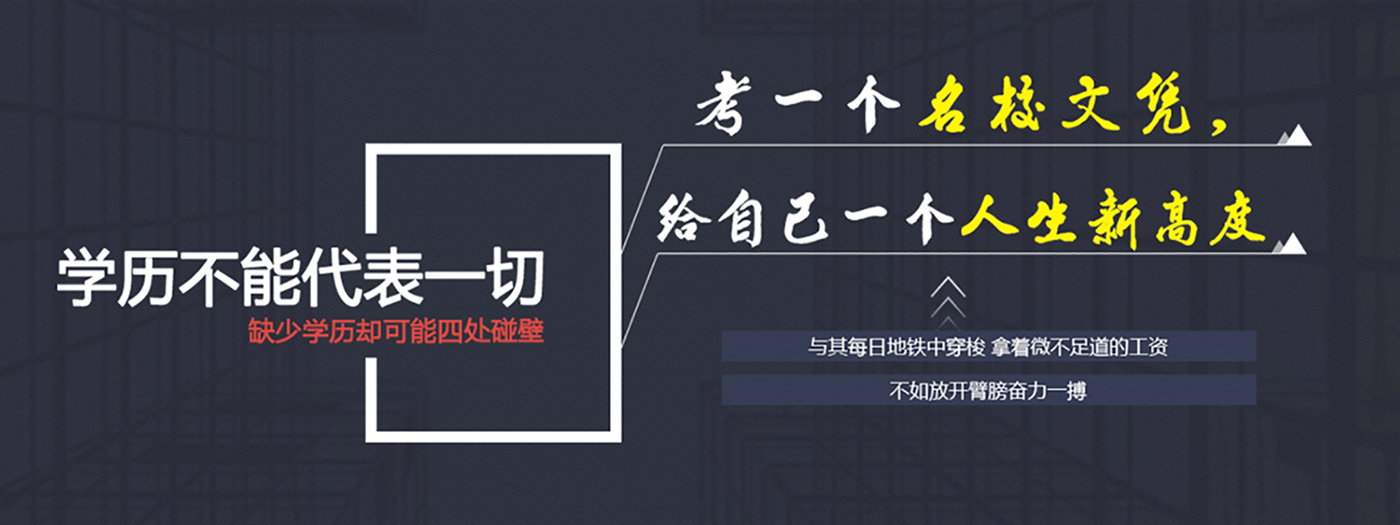 学历不能代表一切
缺少学历却可能四处碰壁
考一个名校文凭，
给自己一个人生新高度
与其每日地铁中穿梭 拿着微不足道的工资
不如放开臂膀奋力一搏